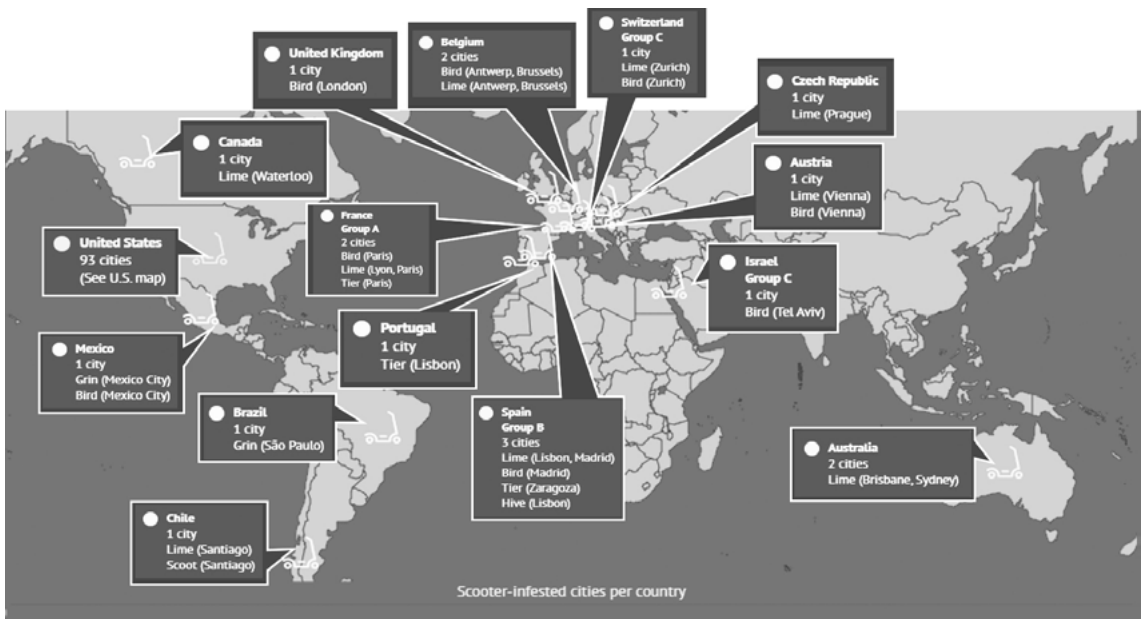 United Kingdom
1 city
Bird (London)
Belgium
2 cities
Bird (Antwerp, Brussels)
Lime (Antwerp, Brussels)
Switzerland
Group C
1 city
Lime (Zurich)
Bird (Zurich)
Czech Republic
1 city
Lime (Prague)
Canada
1 city
Lime (Waterloo)
Austria
1 city
Lime (Vienna)
Bird (Vienna)
United States
93 cities
(See U.S. map)
France
Group A
2 cities
Bird (Paris)
Lime (Lyon, Paris)
Tier (Paris)
Israel
Group C
1 city
Bird (Tel Aviv)
Portugal
1 city
Tier (Lisbon)
Mexico
1 city
Grin (Mexico City)
Bird (Mexico City)
Brazil
1 city
Grin (São Paulo)
Spain
Group B
3 cities
Lime (Lisbon, Madrid)
Bird (Madrid)
Tier (Zaragoza)
Hive (Lisbon)
Australia
2 cities
Lime (Brisbane, Sydney)
Chile
1 city
Lime (Santiago)
Scoot (Santiago)
Scooter-infested cities per country